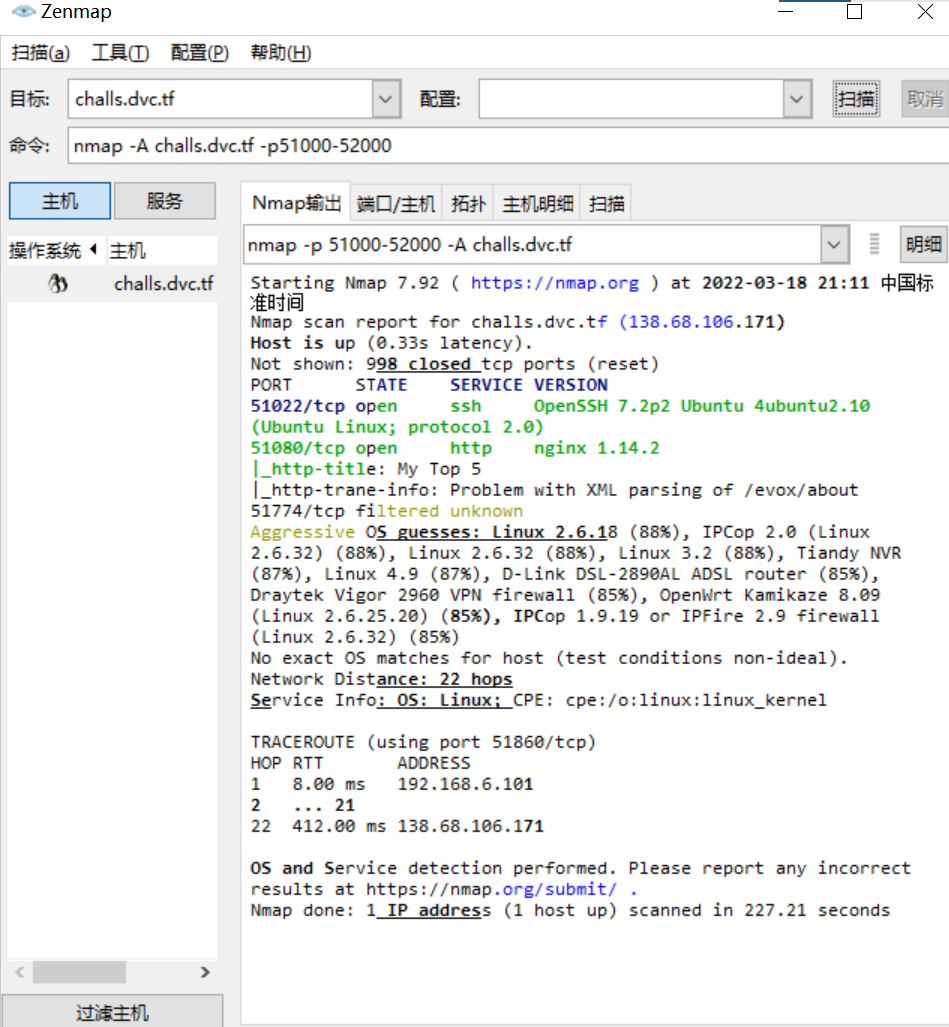 Zenmap
扫描(a) 工具(T) 配置(P) 帮助(H)
目标: challs.dvc.tf 配置: 扫描 取消
命令: nmap -A challs.dvc.tf -p51000-52000
主机 服务
Nmap输出 端口/主机 拓扑 主机明细 扫描
操作系统 主机
challs.dvc.tf
nmap -p 51000-52000 -A challs.dvc.tf 明细
Starting Nmap 7.92 ( https://nmap.org ) at 2022-03-18 21:11 中国标
准时间
Nmap scan report for challs.dvc.tf (138.68.106.171)
Host is up (0.33s latency).
Not shown: 998 closed tcp ports (reset)
PORT STATE SERVICE VERSION
51022/tcp open ssh OpenSSH 7.2p2 Ubuntu 4ubuntu2.10
(Ubuntu Linux; protocol 2.0)
51080/tcp open http nginx 1.14.2
|_http-title: My Top 5
|_http-trane-info: Problem with XML parsing of /evox/about
51774/tcp filtered unknown
Aggressive OS guesses: Linux 2.6.18 (88%), IPCop 2.0 (Linux
2.6.32) (88%), Linux 2.6.32 (88%), Linux 3.2 (88%), Tiandy NVR
(87%), Linux 4.9 (87%), D-Link DSL-2890AL ADSL router (85%),
Draytek Vigor 2960 VPN firewall (85%), OpenWrt Kamikaze 8.09
(Linux 2.6.25.20) (85%), IPCop 1.9.19 or IPFire 2.9 firewall
(Linux 2.6.32) (85%)
No exact OS matches for host (test conditions non-ideal).
Network Distance: 22 hops
Service Info: OS: Linux; CPE: cpe:/o:linux:linux_kernel
TRACEROUTE (using port 51860/tcp)
HOP RTT ADDRESS
1 8.00 ms 192.168.6.101
2 ... 21
22 412.00 ms 138.68.106.171
OS and Service detection performed. Please report any incorrect
results at https://nmap.org/submit/ .
Nmap done: 1 IP address (1 host up) scanned in 227.21 seconds
过滤主机